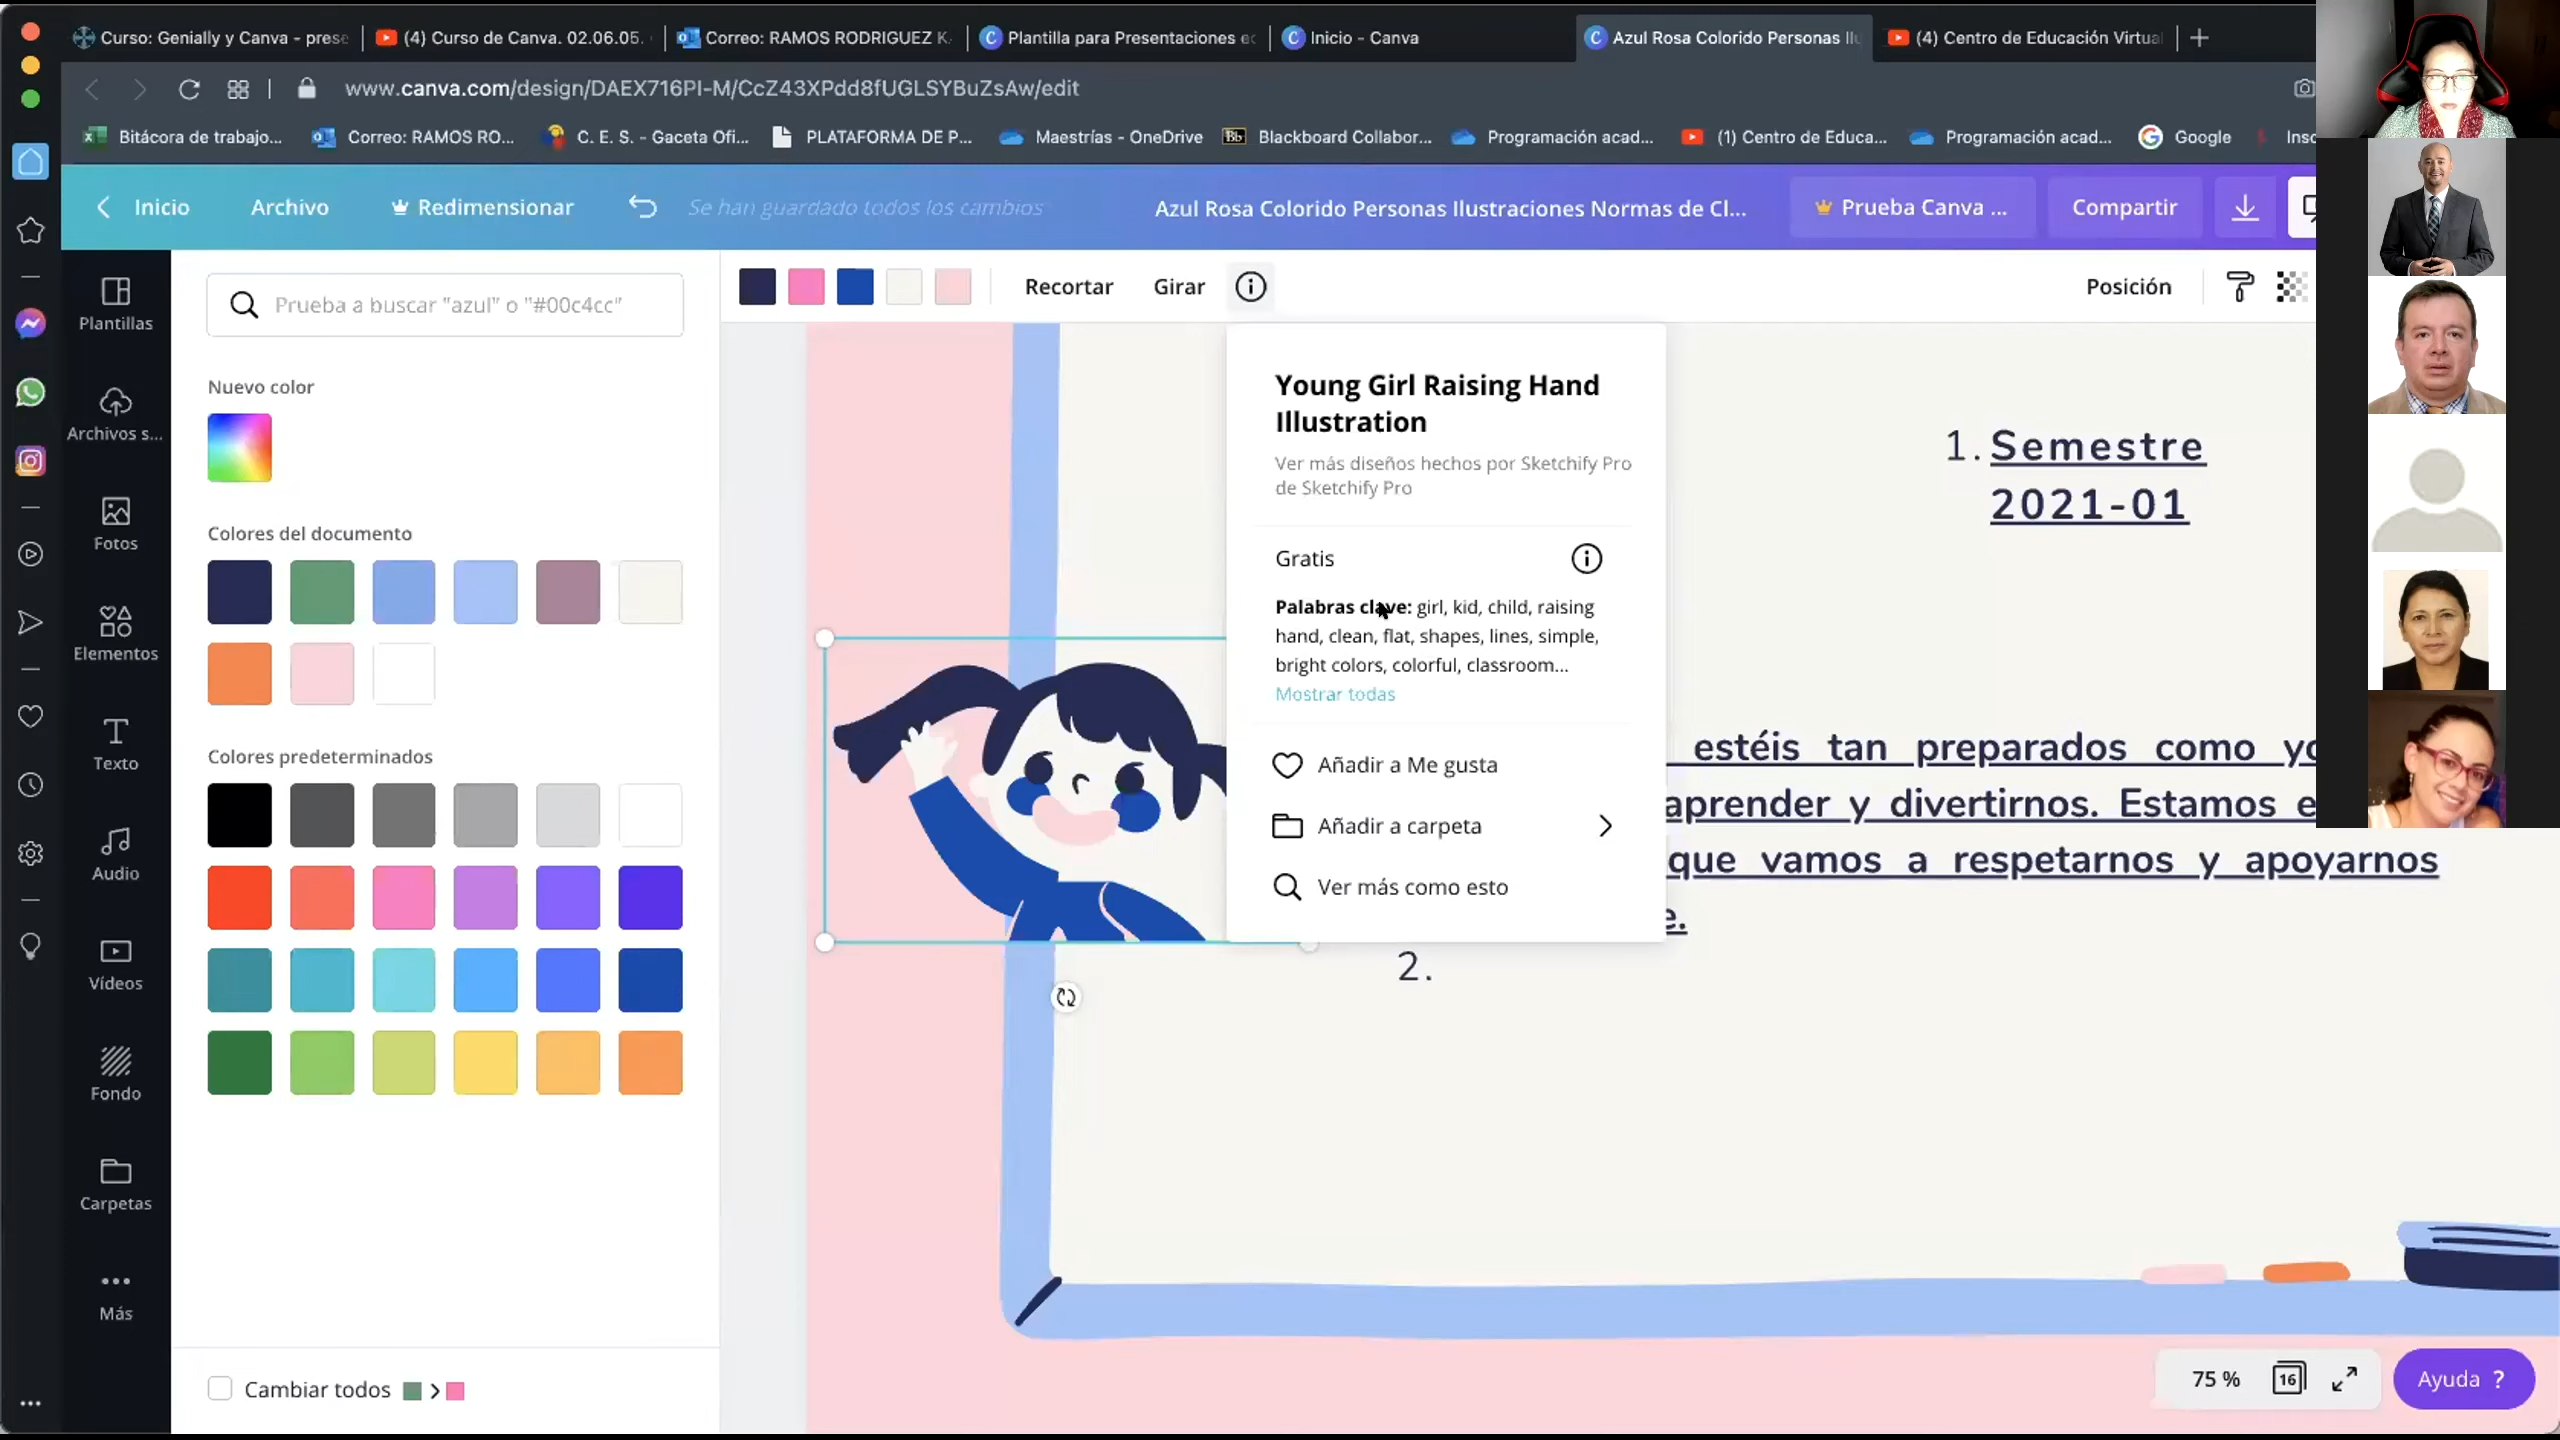 Curso: Genially y Canva - prese
(4) Curso de Canva. 02.06.05.
Correo: RAMOS RODRIGUEZ K.
Plantilla para Presentaciones ec
Inicio - Canva
Azul Rosa Colorido Personas Ilu
(4) Centro de Educación Virtual
www.canva.com/design/DAEX716PI-M/CcZ43XPdd8fUGLSYBuZsAw/edit
Bitácora de trabajo...
Correo: RAMOS RO...
C. E. S. - Gaceta Ofi...
PLATAFORMA DE P...
Maestrías - OneDrive
Bb
Blackboard Collabor...
Programación acad...
(1) Centro de Educa...
Programación acad...
Google
Insc
Inicio
Archivo
Redimensionar
Se han guardado todos los cambios
Azul Rosa Colorido Personas Ilustraciones Normas de Cl...
Prueba Canva ...
Compartir
Prueba a buscar "azul" o "#00c4cc"
Nuevo color
Colores del documento
Colores predeterminados
Cambiar todos
Plantillas
Archivos s...
Fotos
Elementos
Texto
Audio
Vídeos
Fondo
Carpetas
Más
Recortar
Girar
Posición
Young Girl Raising Hand
Illustration
Ver más diseños hechos por Sketchify Pro
de Sketchify Pro
Gratis
Palabras clave: girl, kid, child, raising
hand, clean, flat, shapes, lines, simple,
bright colors, colorful, classroom...
Mostrar todas
Añadir a Me gusta
Añadir a carpeta
Ver más como esto
1. Semestre
2021-01
estéis tan preparados como yo
aprender y divertirnos. Estamos e
que vamos a respetarnos y apoyarnos
e.
2.
75 %
16
Ayuda ?